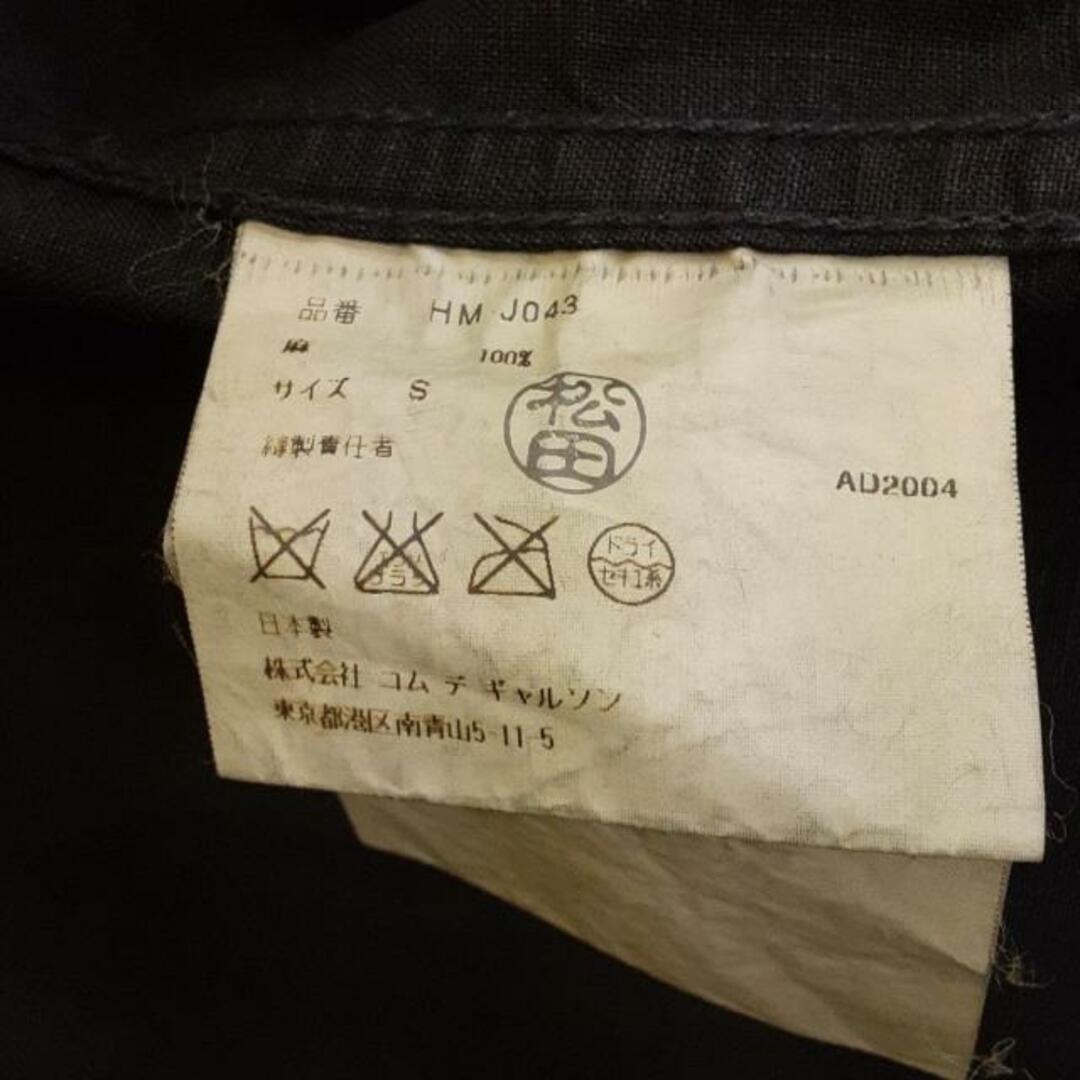 品番 HM J043
麻 100%
サイズ S
縫製責任者 松田
AD2004
ドライ
セキユ系
日本製
株式会社 コム デ ギャルソン
東京都港区南青山5-11-5